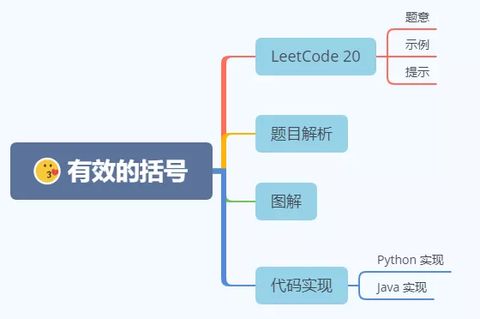 有效的括号
LeetCode 20
题意
示例
提示
题目解析
图解
代码实现
Python 实现
Java 实现